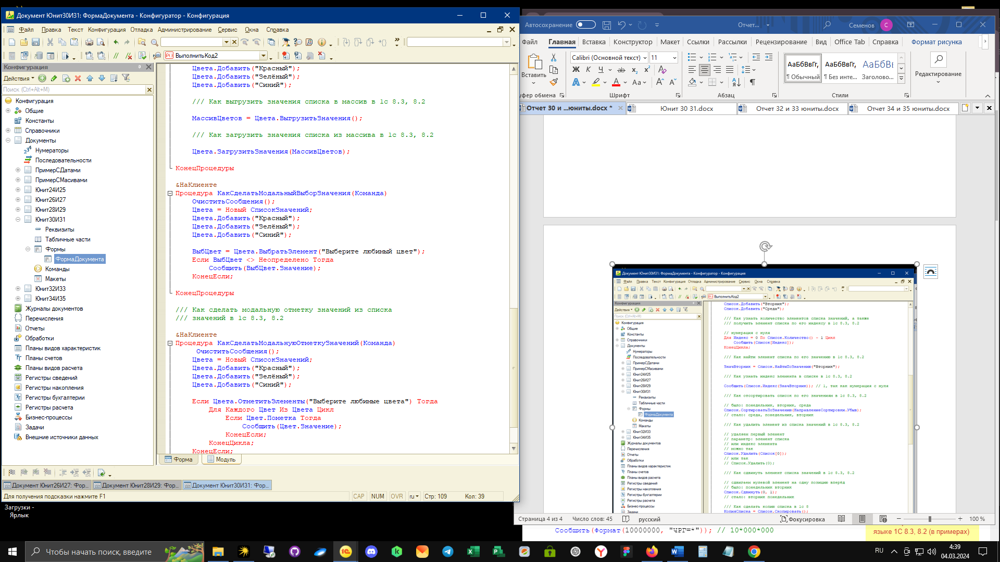 Документ Юнит30И31: ФормаДокумента - Конфигуратор - Конфигурация
Файл Правка Текст Конфигурация Отладка Администрирование Сервис Окна Справка
ВыполнитьКод2
Конфигурация
Действия
Поиск (Ctrl+Alt+M)
Конфигурация
Общие
Константы
Справочники
Документы
Нумераторы
Последовательности
ПримерСДатами
ПримерСМасивами
Юнит24И25
Юнит26И27
Юнит28И29
Юнит30И31
Реквизиты
Табличные части
Формы
ФормаДокумента
Команды
Макеты
Юнит32И33
Юнит34И35
Журналы документов
Перечисления
Отчеты
Обработки
Планы видов характеристик
Планы счетов
Планы видов расчета
Регистры сведений
Регистры накопления
Регистры бухгалтерии
Регистры расчета
Бизнес-процессы
Задачи
Внешние источники данных
Цвета.Добавить("Красный");
Цвета.Добавить("Зелёный");
Цвета.Добавить("Синий");
/// Как выгрузить значения списка в массив в 1с 8.3, 8.2
МассивЦветов = Цвета.ВыгрузитьЗначения();
/// Как загрузить значения списка из массива в 1с 8.3, 8.2
Цвета.ЗагрузитьЗначения(МассивЦветов);
КонецПроцедуры
&НаКлиенте
Процедура КакСделатьМодальныйВыборЗначения(Команда)
ОчиститьСообщения();
Цвета = Новый СписокЗначений;
Цвета.Добавить("Красный");
Цвета.Добавить("Зелёный");
Цвета.Добавить("Синий");
ВыбЦвет = Цвета.ВыбратьЭлемент("Выберите любимый цвет");
Если ВыбЦвет <> Неопределено Тогда
Сообщить(ВыбЦвет.Значение);
КонецЕсли;
КонецПроцедуры
/// Как сделать модальную отметку значений из списка
/// значений в 1с 8.3, 8.2
&НаКлиенте
Процедура КакСделатьМодальнуюОтметкуЗначений(Команда)
ОчиститьСообщения();
Цвета = Новый СписокЗначений;
Цвета.Добавить("Красный");
Цвета.Добавить("Зелёный");
Цвета.Добавить("Синий");
Если Цвета.ОтметитьЭлементы("Выберите любимые цвета") Тогда
Для Каждого Цвет Из Цвета Цикл
Если Цвет.Пометка Тогда
Сообщить(Цвет.Значение);
КонецЕсли;
КонецЦикла;
КонецЕсли;
Форма Модуль
Документ Юнит26И27: Фор... Документ Юнит28И29: Фор... Документ Юнит30И31: Фор...
Для получения подсказки нажмите F1 CAP NUM OVR ru Стр: 109 Кол: 39
Загрузки -
Ярлык
Автосохранение Отчет... Семенов С
Файл Главная Вставка Конструктор Макет Ссылки Рассылки Рецензирование Вид Office Tab Справка Формат рисунка
Calibri (Основной текст) 11
Вставить
АаБбВвГг, АаБбВвГг, АаБбВв
¶ Обычный ¶ Без инте... Заголово...
Редактирование
уфер обмена Шрифт Абзац Стили
Отчет 30 и ...юниты.docx * Юнит 30 31.docx Отчет 32 и 33 юниты.docx Отчет 34 и 35 юниты.docx
Документ Юнит30И31: ФормаДокумента - Конфигуратор - Конфигурация
Файл Правка Текст Конфигурация Отладка Администрирование Сервис Окна Справка
ВыполнитьКод2
Конфигурация
Действия
Поиск (Ctrl+Alt+M)
Конфигурация
Общие
Константы
Справочники
Документы
Нумераторы
Последовательности
ПримерСДатами
ПримерСМасивами
Юнит24И25
Юнит26И27
Юнит28И29
Юнит30И31
Реквизиты
Табличные части
Формы
ФормаДокумента
Команды
Макеты
Юнит32И33
Юнит34И35
Журналы документов
Перечисления
Отчеты
Обработки
Планы видов характеристик
Планы счетов
Планы видов расчета
Регистры сведений
Регистры накопления
Регистры бухгалтерии
Регистры расчета
Бизнес-процессы
Задачи
Список.Добавить("Вторник");
Список.Добавить("Среда");
/// Как узнать количество элементов списка значений, а также
/// получить элемент списка по его индексу в 1с 8.3, 8.2
// нумерация с нуля
Для Индекс = 0 По Список.Количество() - 1 Цикл
Сообщить(Список[Индекс]);
КонецЦикла;
/// Как найти элемент списка по его значению в 1с 8.3, 8.2
ЗначВторник = Список.НайтиПоЗначению("Вторник");
/// Как узнать индекс элемента в списке в 1с 8.3, 8.2
Сообщить(Список.Индекс(ЗначВторник)); // 1, так как нумерация с нуля
/// Как отсортировать список по его значениям в 1с 8.3, 8.2
// было: понедельник, вторник, среда
Список.СортироватьПоЗначению(НаправлениеСортировки.Убыв);
// стало: среда, понедельник, вторник
/// Как удалить элемент из списка значений в 1с 8.3, 8.2
// удаляем первый элемент
// параметр: элемент списка
// или индекс элемента
// можно так
Список.Удалить(Список[0]);
// или так
// Список.Удалить(0);
/// Как сдвинуть элемент списка значений в 1с 8.3, 8.2
// сдвигаем нулевой элемент на одну позицию вперёд
// было: понедельник вторник
Список.Сдвинуть(0, 1);
// стало: вторник понедельник
/// Как сделать копию списка в 1с 8
КопияСписка = Список.Скопировать();
Страница 4 из 4 Число слов: 45 русский Фокусировка 100 %
Сообщить(Формат(10000000, "ЧРГ=*")); // 10*000*000
языке 1С 8.3, 8.2 (в примерах)
Чтобы начать поиск, введите
RU 4:39
04.03.2024